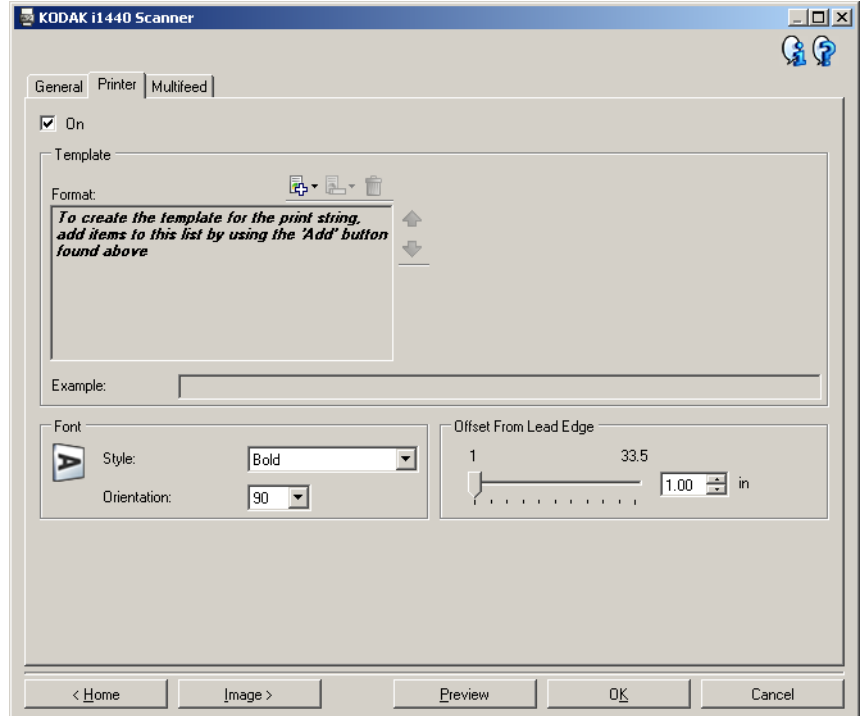 KODAK i1440 Scanner
General Printer Multifeed
On
Template
Format:
To create the template for the print string,
add items to this list by using the 'Add' button
found above
Example:
Font
Style: Bold
Orientation: 90
A
Offset From Lead Edge
1 33.5
1.00 in
< Home Image > Preview OK Cancel